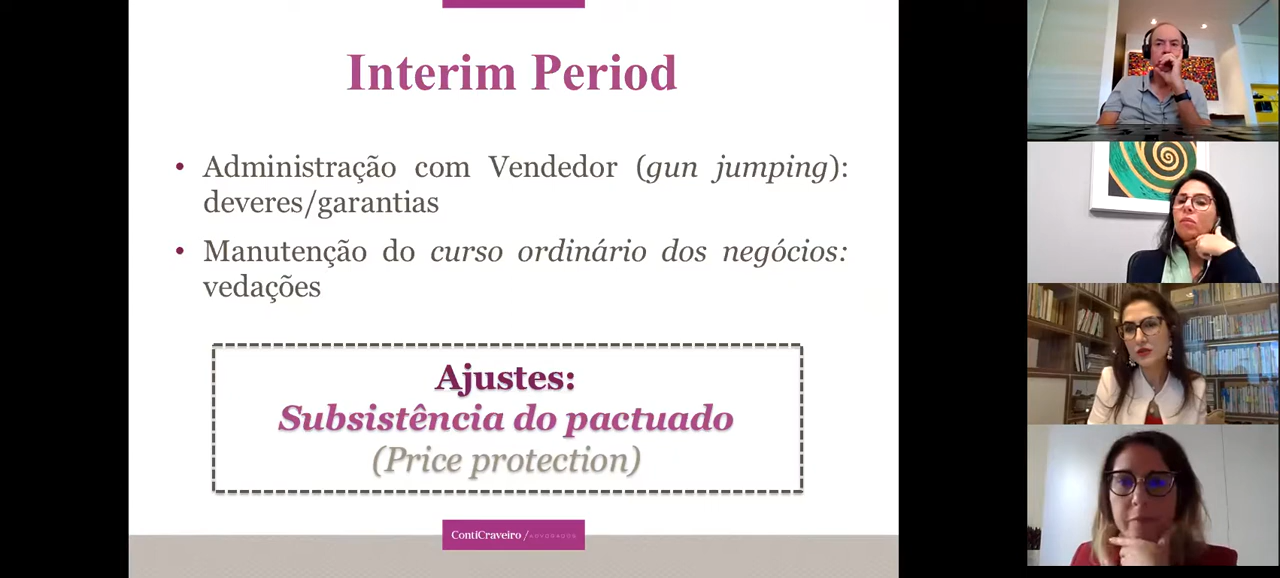 Interim Period
• Administração com Vendedor (gun jumping):
deveres/garantias
• Manutenção do curso ordinário dos negócios:
vedações
Ajustes:
Subsistência do pactuado
(Price protection)
ContiCraveiro / ADVOGADOS